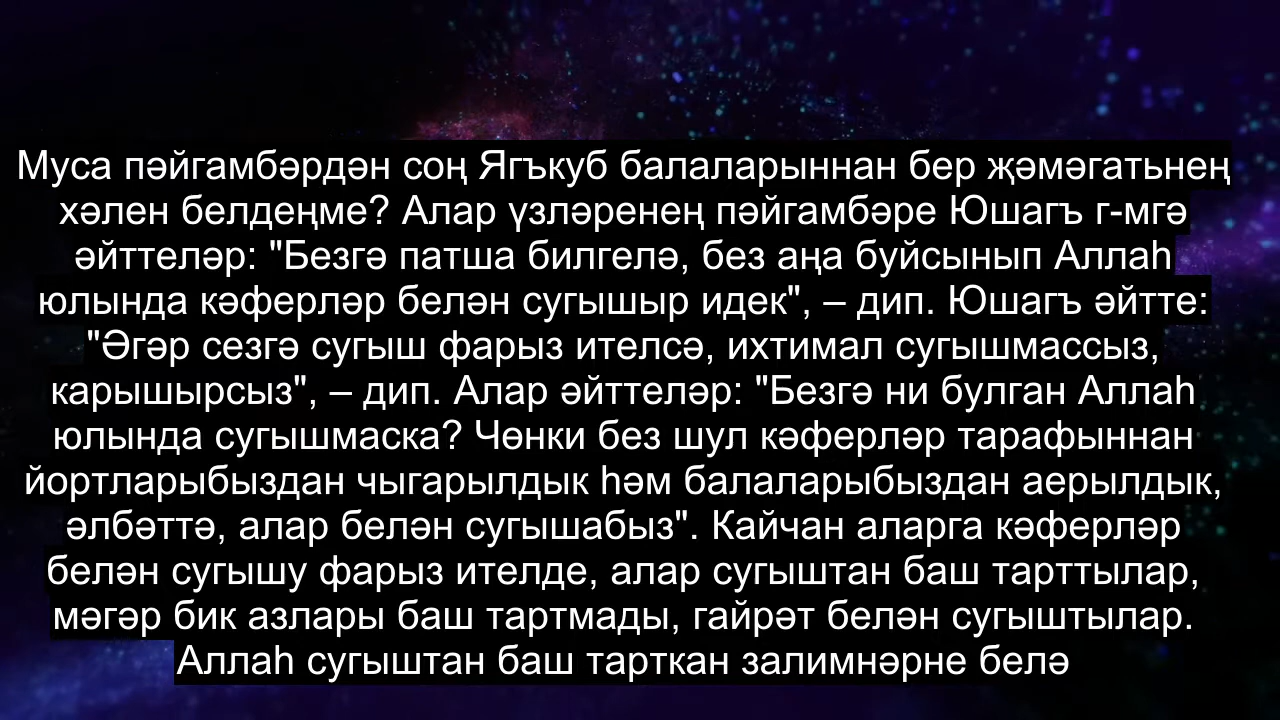 Муса пәйгамбәрдән соң Ягъкуб балаларыннан бер җәмәгатьнең
хәлен белдеңме? Алар үзләренең пәйгамбәре Юшагъ г-мгә
әйттеләр: "Безгә патша билгелә, без аңа буйсынып Аллаһ
юлында кәферләр белән сугышыр идек", – дип. Юшагъ әйтте:
"Әгәр сезгә сугыш фарыз ителсә, ихтимал сугышмассыз,
карышырсыз", – дип. Алар әйттеләр: "Безгә ни булган Аллаһ
юлында сугышмаска? Чөнки без шул кәферләр тарафыннан
йортларыбыздан чыгарылдык һәм балаларыбыздан аерылдык,
әлбәттә, алар белән сугышабыз". Кайчан аларга кәферләр
белән сугышу фарыз ителде, алар сугыштан баш тарттылар,
мәгәр бик азлары баш тартмады, гайрәт белән сугыштылар.
Аллаһ сугыштан баш тарткан залимнәрне белә